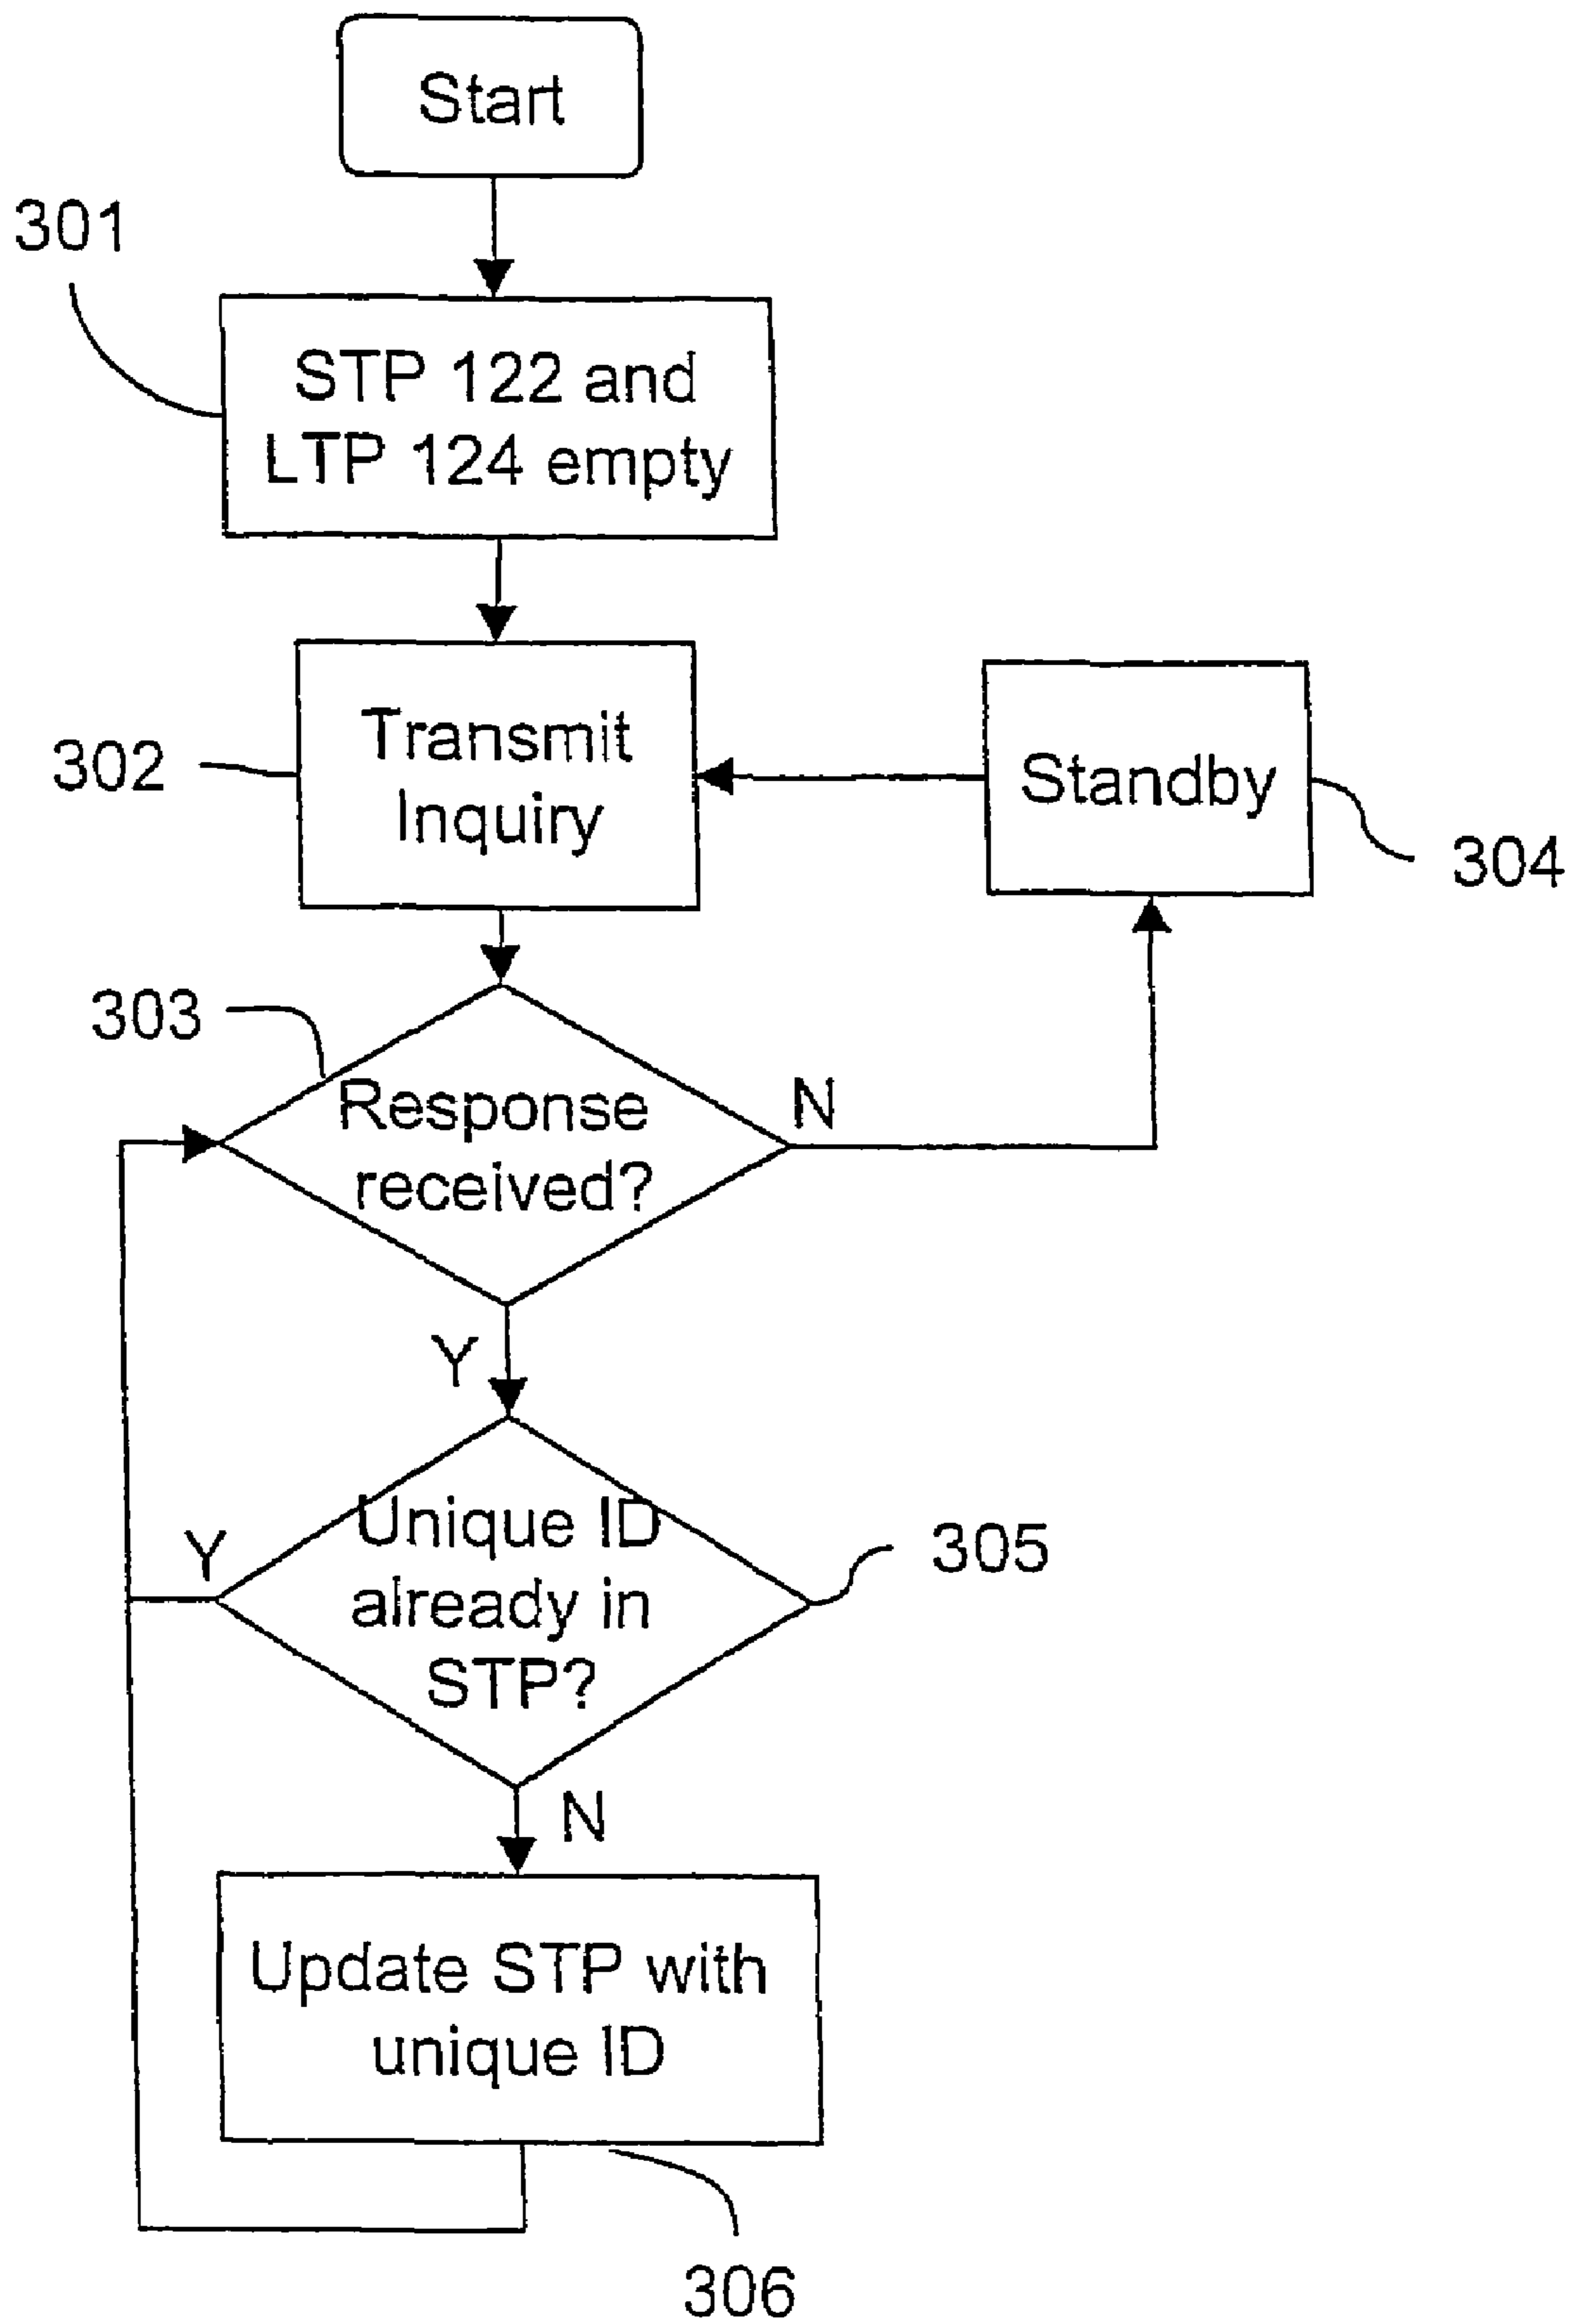 Start
301
STP 122 and
LTP 124 empty
302
Transmit
Inquiry
Standby
304
303
Response
received?
N
Y
Unique ID
already in
STP?
Y
305
N
Update STP with
unique ID
306